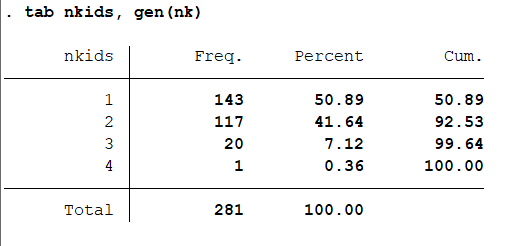 . tab nkids, gen(nk)
nkids Freq. Percent Cum.
1 143 50.89 50.89
2 117 41.64 92.53
3 20 7.12 99.64
4 1 0.36 100.00
Total 281 100.00